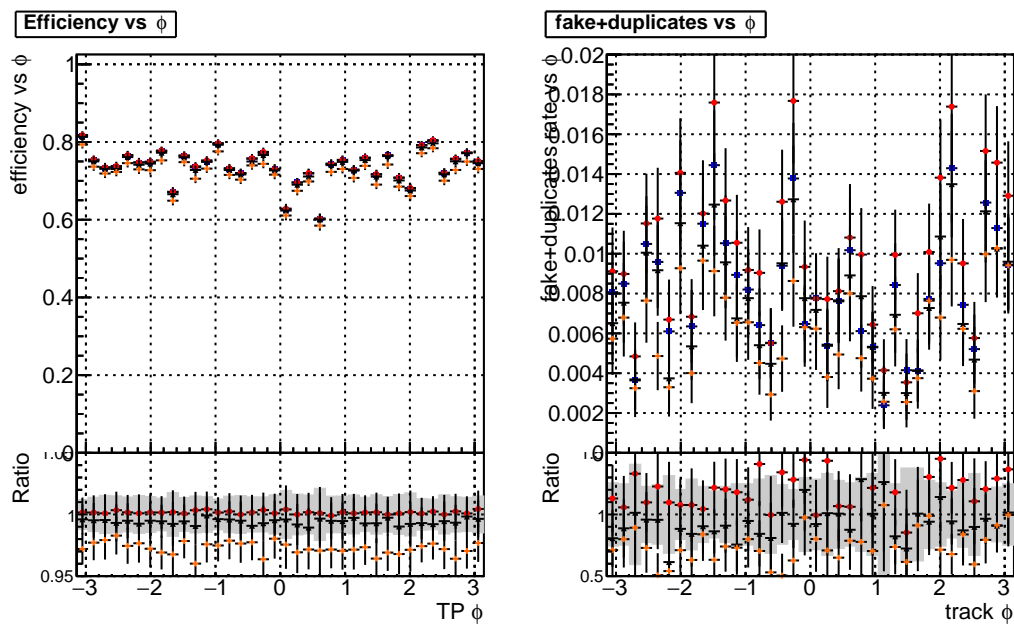 Efficiency vs ϕ
efficiency vs ϕ
1
0.8
0.6
0.4
0.2
0
Ratio
1
0.95
−3 −2 −1 0 1 2 3
TP ϕ
fake+duplicates vs ϕ
fake+duplicates rate vs ϕ
0.02
0.018
0.016
0.014
0.012
0.01
0.008
0.006
0.004
0.002
Ratio
1
0.5
−3 −2 −1 0 1 2 3
track ϕ